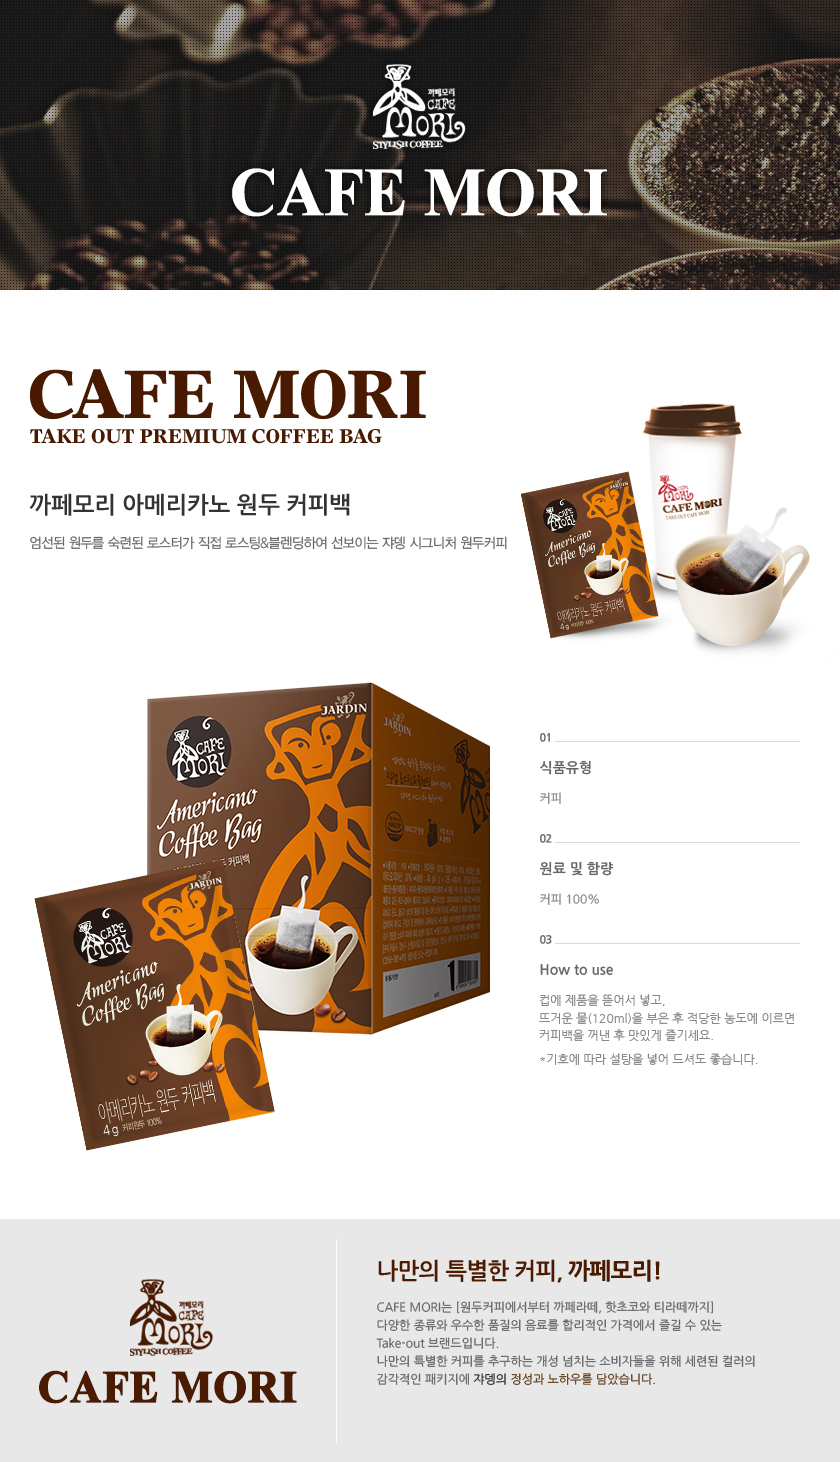 까페모리
CAFE
MORI
STYLISH COFFEE
CAFE MORI
CAFE MORI
TAKE OUT PREMIUM COFFEE BAG
까페모리 아메리카노 원두 커피백
엄선된 원두를 숙련된 로스터가 직접 로스팅&블렌딩하여 선보이는 쟈뎅 시그니처 원두커피
CAFE
MORI
CAFE MORI
TAKE OUT CAFE MORI
JARDIN
CAFE
MORI
Americano
Coffee Bag
아메리카노 원두 커피백
4g 커피원두 100%
JARDIN
CAFE
MORI
Americano
Coffee Bag
커피백
JARDIN
HACCP
JARDIN
CAFE
MORI
Americano
Coffee Bag
아메리카노 원두 커피백
4g 커피원두 100%
01
식품유형
커피
02
원료 및 함량
커피 100%
03
How to use
컵에 제품을 뜯어서 넣고,
뜨거운 물(120ml)을 부은 후 적당한 농도에 이르면
커피백을 꺼낸 후 맛있게 즐기세요.
*기호에 따라 설탕을 넣어 드셔도 좋습니다.
까페모리
CAFE
MORI
STYLISH COFFEE
CAFE MORI
나만의 특별한 커피, 까페모리!
CAFE MORI는 [원두커피에서부터 까페라떼, 핫초코와 티라떼까지]
다양한 종류와 우수한 품질의 음료를 합리적인 가격에서 즐길 수 있는
Take-out 브랜드입니다.
나만의 특별한 커피를 추구하는 개성 넘치는 소비자들을 위해 세련된 컬러의
감각적인 패키지에 쟈뎅의 정성과 노하우를 담았습니다.